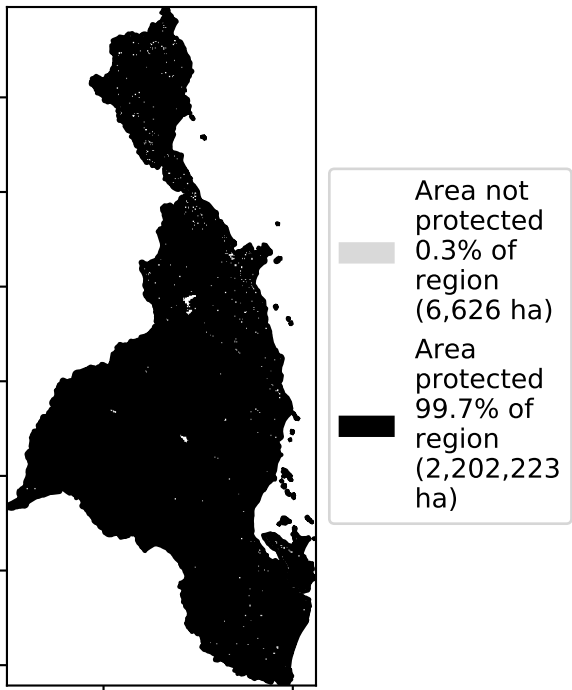 Area not
protected
0.3% of
region
(6,626 ha)
Area
protected
99.7% of
region
(2,202,223
ha)